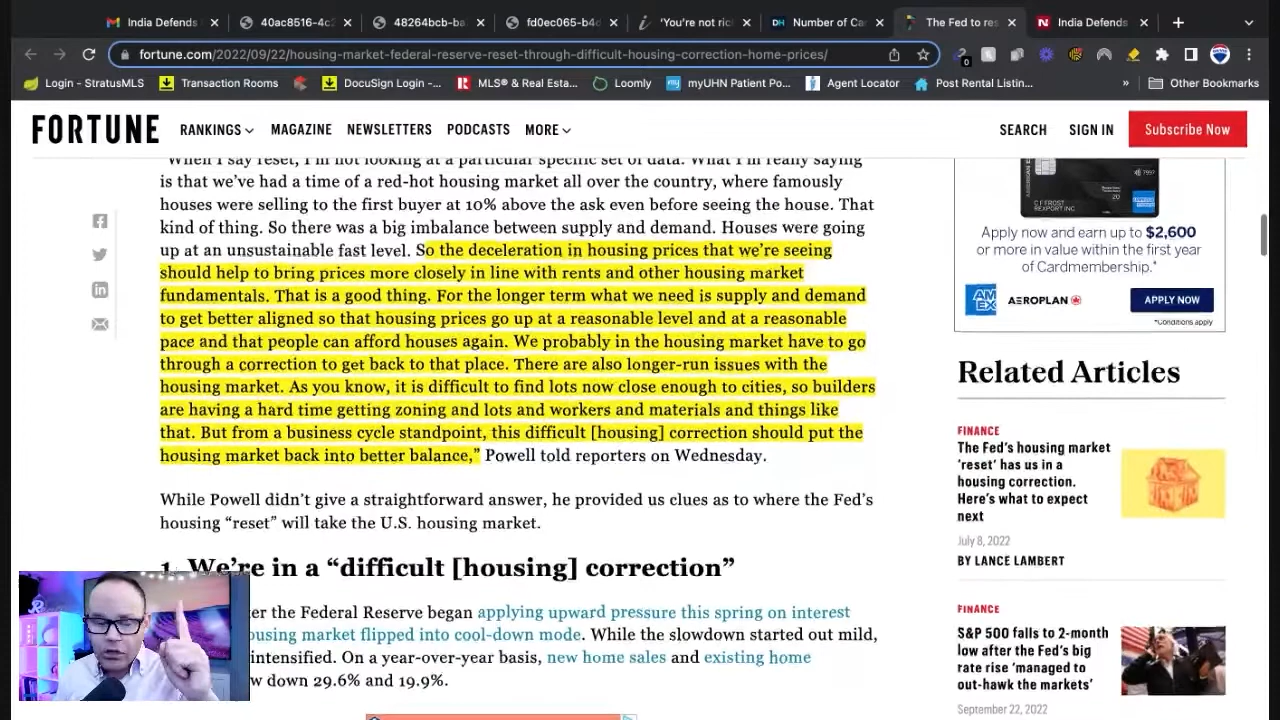 India Defends
40ac8516-4c2
48264bcb-ba
fd0ec065-b4d
'You're not ric
Number of Ca
The Fed to res
India Defends
fortune.com/2022/09/22/housing-market-federal-reserve-reset-through-difficult-housing-correction-home-prices/
Login - StratusMLS
Transaction Rooms
DocuSign -...
MLS® & Real Esta...
Loomly
myUHN Patient Po...
Agent Locator
Post Rental Listin...
»
Other Bookmarks
FORTUNE
RANKINGS
MAGAZINE
NEWSLETTERS
PODCASTS
MORE
SEARCH
SIGN IN
Subscribe Now
"When I say reset, I'm not looking at a particular specific set of data. What I'm really saying
is that we've had a time of a red-hot housing market all over the country, where famously
houses were selling to the first buyer at 10% above the ask even before seeing the house. That
kind of thing. So there was a big imbalance between supply and demand. Houses were going
up at an unsustainable fast level. So the deceleration in housing prices that we're seeing
should help to bring prices more closely in line with rents and other housing market
fundamentals. That is a good thing. For the longer term what we need is supply and demand
to get better aligned so that housing prices go up at a reasonable level and at a reasonable
pace and that people can afford houses again. We probably in the housing market have to go
through a correction to get back to that place. There are also longer-run issues with the
housing market. As you know, it is difficult to find lots now close enough to cities, so builders
are having a hard time getting zoning and lots and workers and materials and things like
that. But from a business cycle standpoint, this difficult [housing] correction should put the
housing market back into better balance," Powell told reporters on Wednesday.
While Powell didn't give a straightforward answer, he provided us clues as to where the Fed's
housing "reset" will take the U.S. housing market.
1. We're in a "difficult [housing] correction"
er the Federal Reserve began applying upward pressure this spring on interest
ousing market flipped into cool-down mode. While the slowdown started out mild,
intensified. On a year-over-year basis, new home sales and existing home
w down 29.6% and 19.9%.
C F FROST
Apply now and earn up to $2,600
or more in value within the first year
of Cardmembership.*
AM
EX
AEROPLAN
APPLY NOW
*Conditions apply
Related Articles
FINANCE
The Fed's housing market
'reset' has us in a
housing correction.
Here's what to expect
next
July 8, 2022
BY LANCE LAMBERT
FINANCE
S&P 500 falls to 2-month
low after the Fed's big
rate rise 'managed to
out-hawk the markets'
September 22, 2022